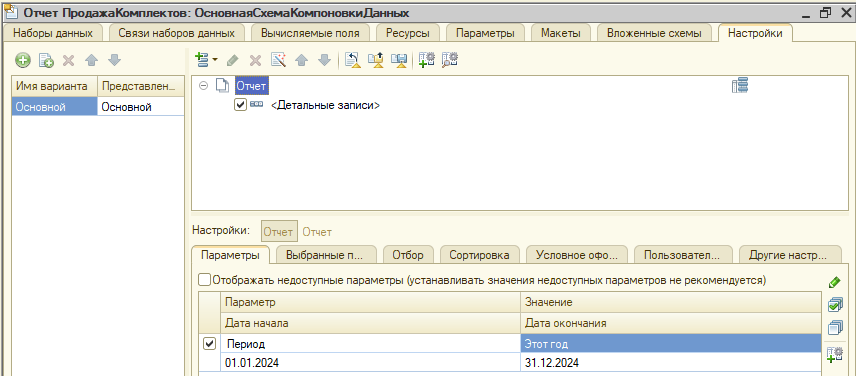 Отчет ПродажаКомплектов: ОсновнаяСхемаКомпоновкиДанных
Наборы данных Связи наборов данных Вычисляемые поля Ресурсы Параметры Макеты Вложенные схемы Настройки
Имя варианта Представлен...
Основной Основной
Отчет
<Детальные записи>
Настройки: Отчет Отчет
Параметры Выбранные п... Отбор Сортировка Условное офо... Пользовател... Другие настр...
Отображать недоступные параметры (устанавливать значения недоступных параметров не рекомендуется)
Параметр Значение
Дата начала Дата окончания
Период Этот год
01.01.2024 31.12.2024